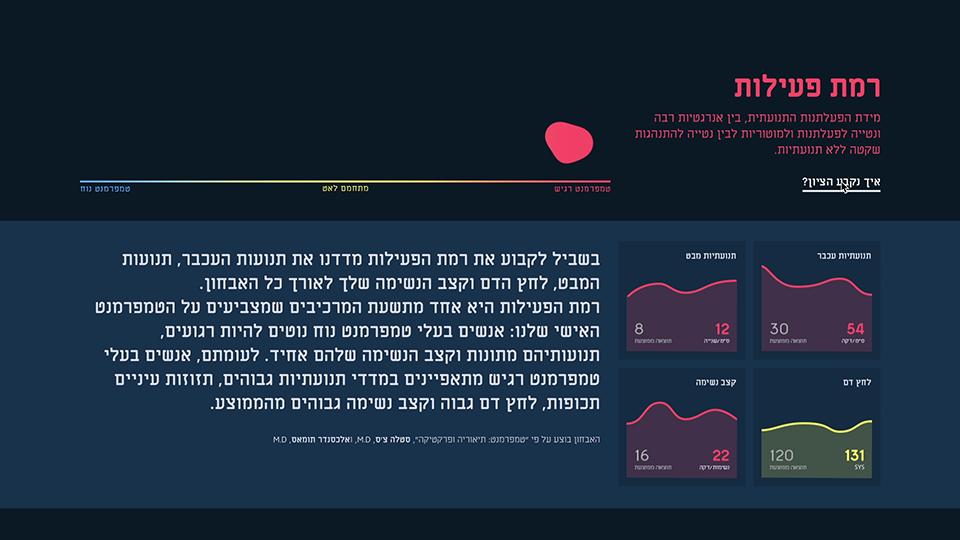 רמת פעילות
מידת הפעלתנות התנועתית, בין אנרגטיות רבה
ונטייה לפעלתנות ולמוטוריות לבין נטייה להתנהגות
שקטה ללא תנועתיות.
איך נקבע הציון?
טמפרמנט רגיש
מתחמם לאט
טמפרמנט נוח
תנועתיות עכבר
54
ס״מ/דקה
30
תוצאה ממוצעת
תנועתיות מבט
12
ס״מ/שנייה
8
תוצאה ממוצעת
לחץ דם
131
SYS
120
תוצאה ממוצעת
קצב נשימה
22
נשימות/דקה
16
תוצאה ממוצעת
בשביל לקבוע את רמת הפעילות מדדנו את תנועות העכבר, תנועות
המבט, לחץ הדם וקצב הנשימה שלך לאורך כל האבחון.
רמת הפעילות היא אחד מתשעת המרכיבים שמצביעים על הטמפרמנט
האישי שלנו: אנשים בעלי טמפרמנט נוח נוטים להיות רגועים,
תנועותיהם מתונות וקצב הנשימה שלהם אחיד. לעומתם, אנשים בעלי
טמפרמנט רגיש מתאפיינים במדדי תנועתיות גבוהים, תזוזות עיניים
תכופות, לחץ דם גבוה וקצב נשימה גבוהים מהממוצע.
האבחון בוצע על פי ״טמפרמנט: תיאוריה ופרקטיקה״, סטלה צ׳ס, M.D, ואלכסנדר תומאס, M.D